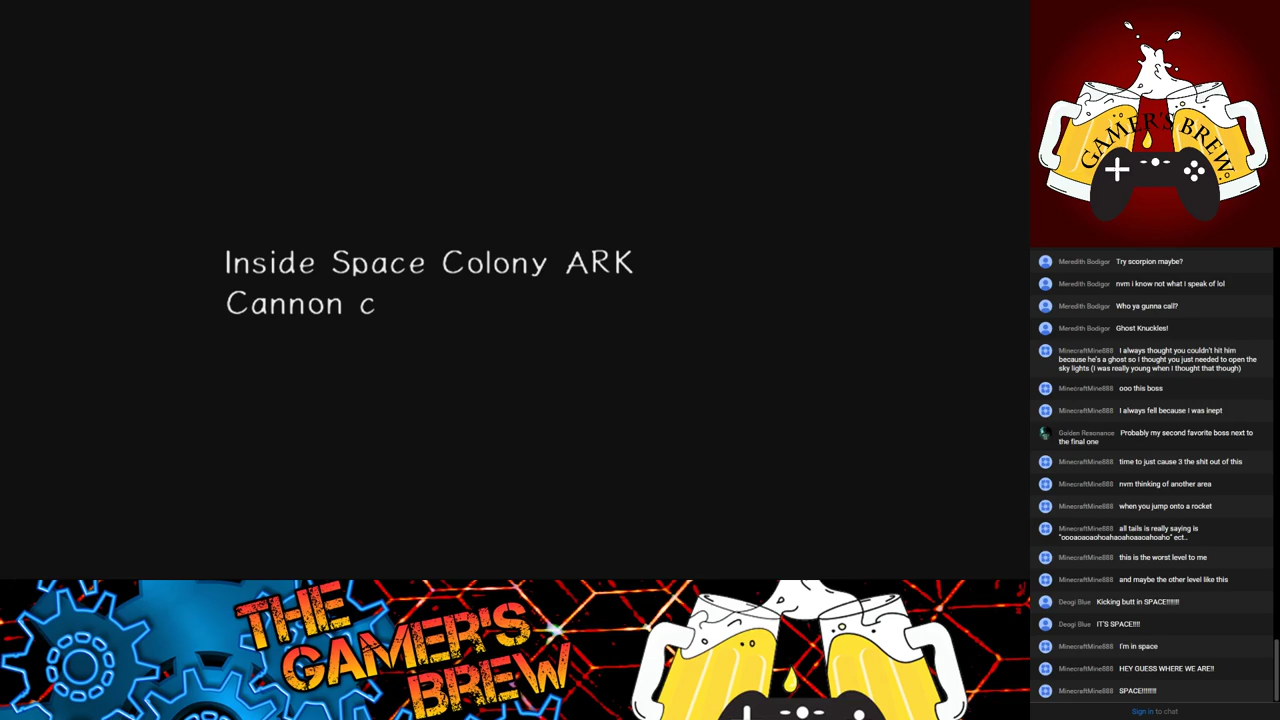 Inside Space Colony ARK
Cannon c
GAMER'S BREW
Meredith Bodigor Try scorpion maybe?
Meredith Bodigor nvm i know not what I speak of lol
Meredith Bodigor Who ya gunna call?
Meredith Bodigor Ghost Knuckles!
MinecraftMine888 I always thought you couldn't hit him
because he's a ghost so I thought you just needed to open the
sky lights (I was really young when I thought that though)
MinecraftMine888 ooo this boss
MinecraftMine888 I always fell because I was inept
Golden Resonance Probably my second favorite boss next to
the final one
MinecraftMine888 time to just cause 3 the shit out of this
MinecraftMine888 nvm thinking of another area
MinecraftMine888 when you jump onto a rocket
MinecraftMine888 all tails is really saying is
"oooaoaoaohoahaoahoaaoahoaho" ect..
MinecraftMine888 this is the worst level to me
MinecraftMine888 and maybe the other level like this
Deogi Blue Kicking butt in SPACE!!!!!!!
Deogi Blue IT'S SPACE!!!!
MinecraftMine888 I'm in space
MinecraftMine888 HEY GUESS WHERE WE ARE!!
MinecraftMine888 SPACE!!!!!!!!
Sign in to chat
THE
GAMER'S
BREW